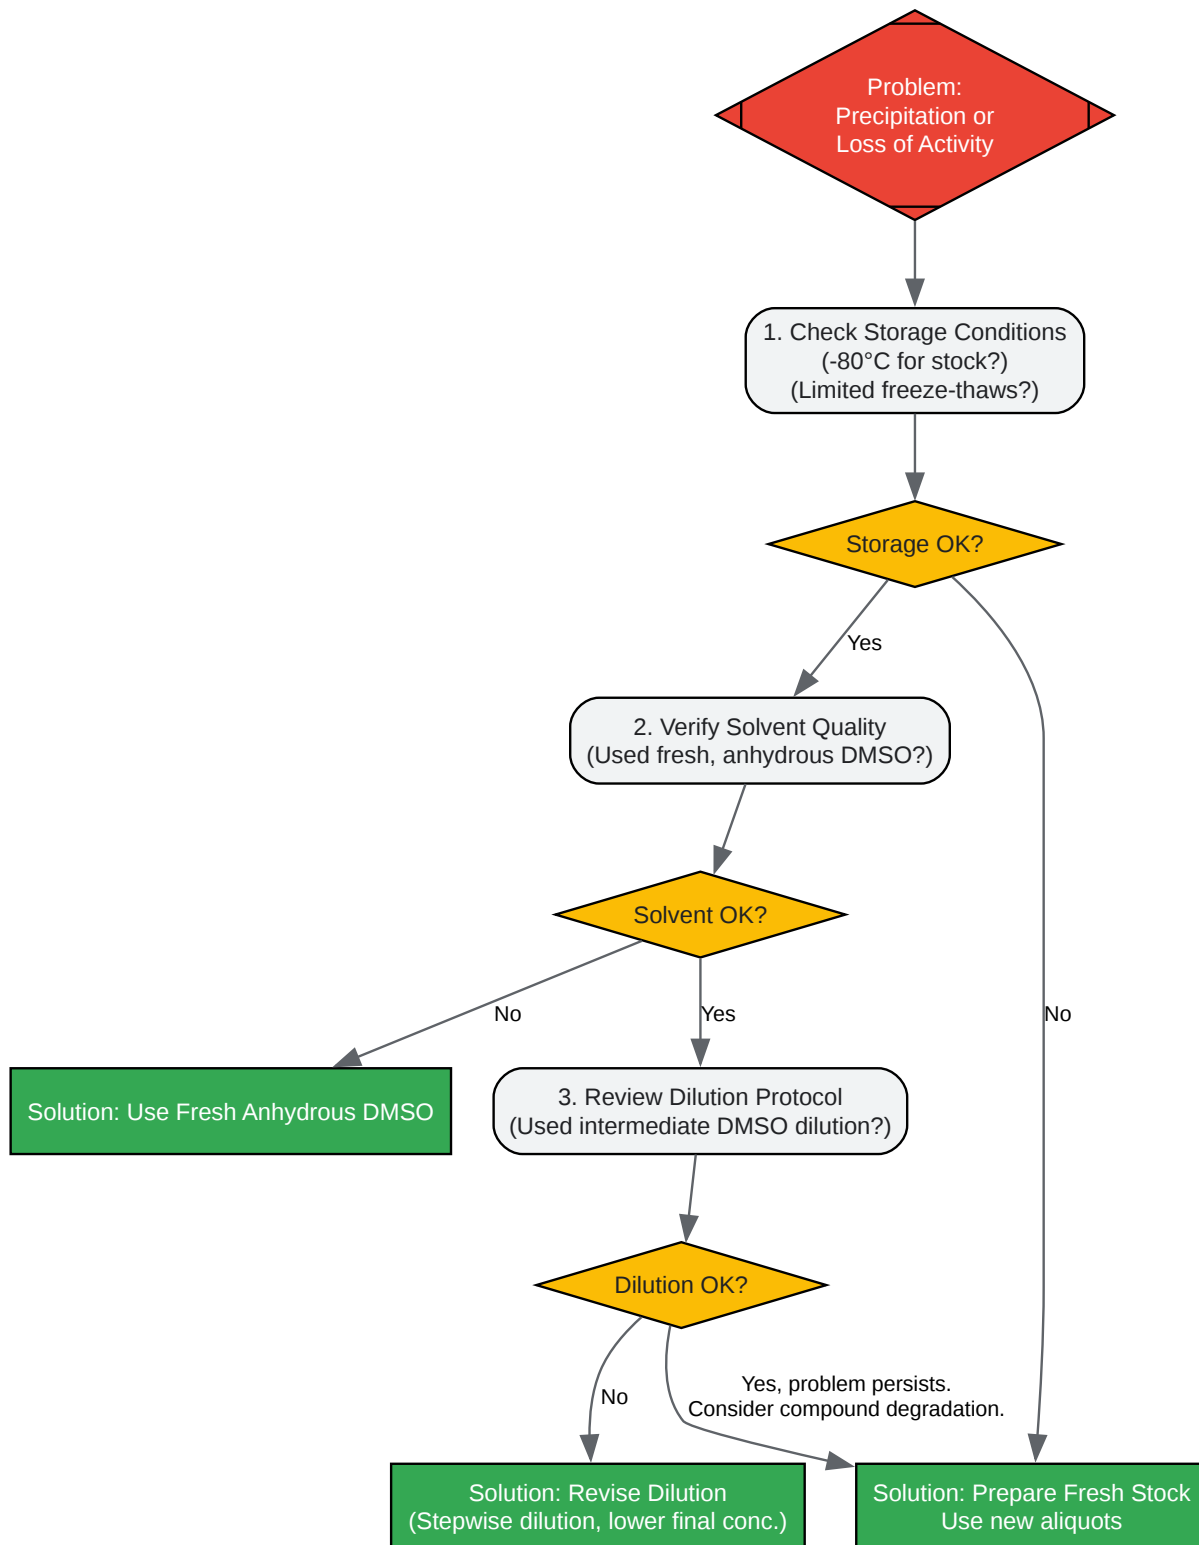 Problem:
Precipitation or
Loss of Activity
1. Check Storage Conditions
(-80°C for stock?)
(Limited freeze-thaws?)
Storage OK?
Yes
2. Verify Solvent Quality
(Used fresh, anhydrous DMSO?)
Solvent OK?
No
Yes
No
Solution: Use Fresh Anhydrous DMSO
3. Review Dilution Protocol
(Used intermediate DMSO dilution?)
Dilution OK?
No
Yes, problem persists.
Consider compound degradation.
Solution: Revise Dilution
(Stepwise dilution, lower final conc.)
Solution: Prepare Fresh Stock
Use new aliquots